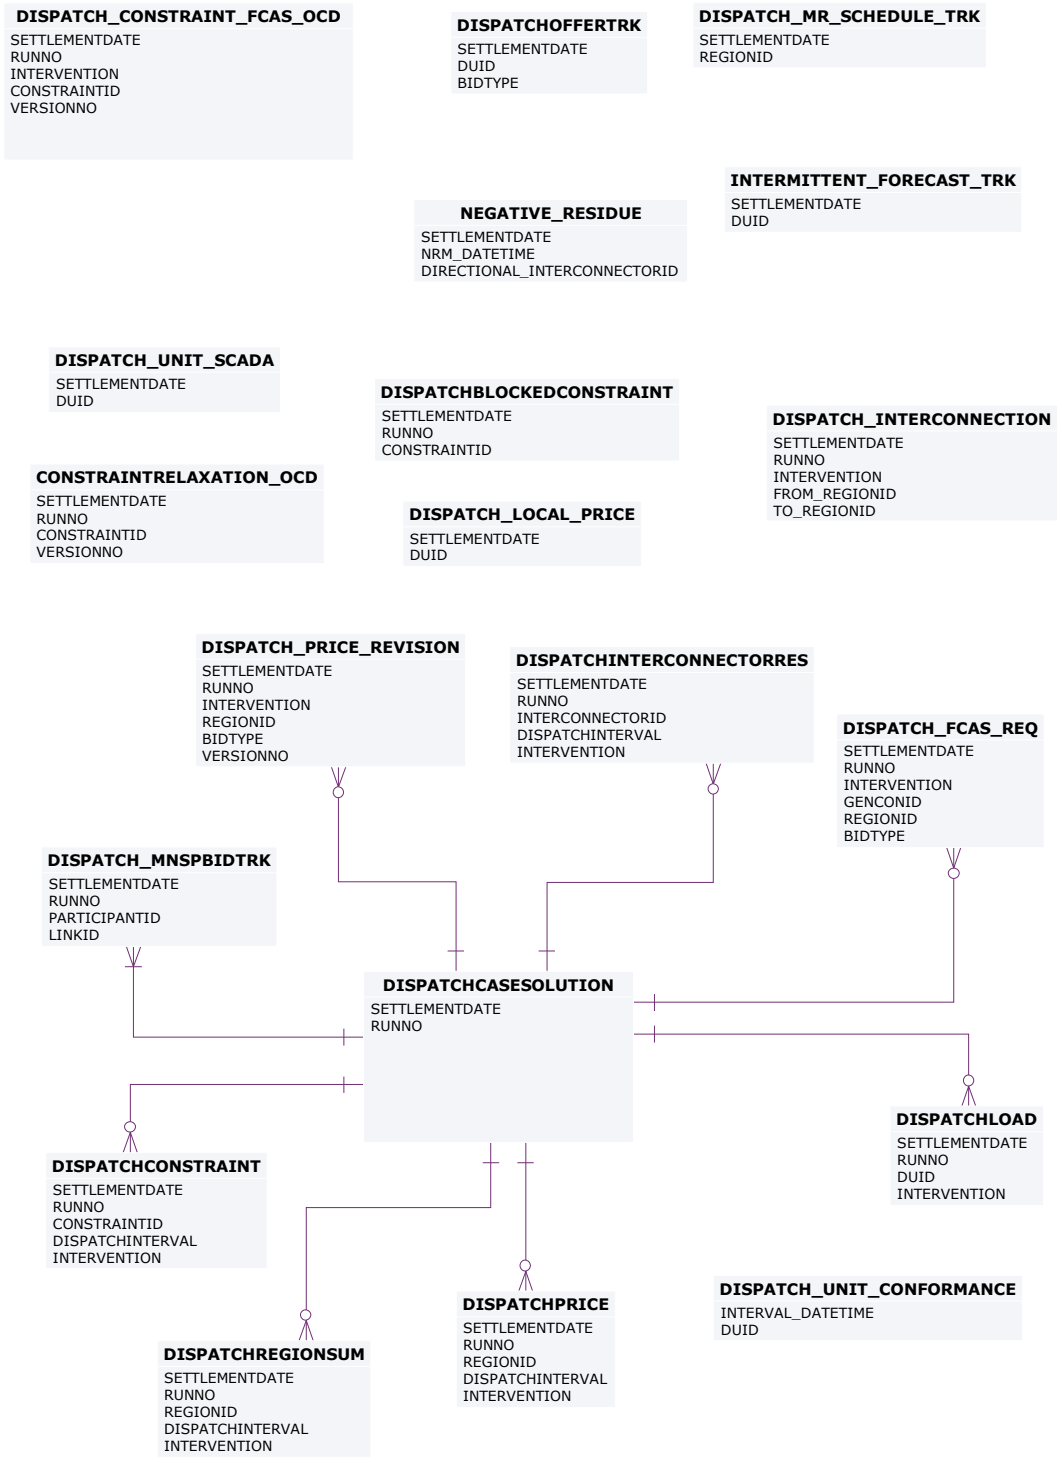 DISPATCH_CONSTRAINT_FCAS_OCD
SETTLEMENTDATE
RUNNO
INTERVENTION
CONSTRAINTID
VERSIONNO
DISPATCHOFFERTRK
SETTLEMENTDATE
DUID
BIDTYPE
DISPATCH_MR_SCHEDULE_TRK
SETTLEMENTDATE
REGIONID
INTERMITTENT_FORECAST_TRK
SETTLEMENTDATE
DUID
NEGATIVE_RESIDUE
SETTLEMENTDATE
NRM_DATETIME
DIRECTIONAL_INTERCONNECTORID
DISPATCH_UNIT_SCADA
SETTLEMENTDATE
DUID
DISPATCHBLOCKEDCONSTRAINT
SETTLEMENTDATE
RUNNO
CONSTRAINTID
DISPATCH_INTERCONNECTION
SETTLEMENTDATE
RUNNO
INTERVENTION
FROM_REGIONID
TO_REGIONID
CONSTRAINTRELAXATION_OCD
SETTLEMENTDATE
RUNNO
CONSTRAINTID
VERSIONNO
DISPATCH_LOCAL_PRICE
SETTLEMENTDATE
DUID
DISPATCH_PRICE_REVISION
SETTLEMENTDATE
RUNNO
INTERVENTION
REGIONID
BIDTYPE
VERSIONNO
DISPATCHINTERCONNECTORRES
SETTLEMENTDATE
RUNNO
INTERCONNECTORID
DISPATCHINTERVAL
INTERVENTION
DISPATCH_FCAS_REQ
SETTLEMENTDATE
RUNNO
INTERVENTION
GENCONID
REGIONID
BIDTYPE
DISPATCH_MNSPBIDTRK
SETTLEMENTDATE
RUNNO
PARTICIPANTID
LINKID
DISPATCHCASESOLUTION
SETTLEMENTDATE
RUNNO
DISPATCHLOAD
SETTLEMENTDATE
RUNNO
DUID
INTERVENTION
DISPATCHCONSTRAINT
SETTLEMENTDATE
RUNNO
CONSTRAINTID
DISPATCHINTERVAL
INTERVENTION
DISPATCH_UNIT_CONFORMANCE
INTERVAL_DATETIME
DUID
DISPATCHPRICE
SETTLEMENTDATE
RUNNO
REGIONID
DISPATCHINTERVAL
INTERVENTION
DISPATCHREGIONSUM
SETTLEMENTDATE
RUNNO
REGIONID
DISPATCHINTERVAL
INTERVENTION